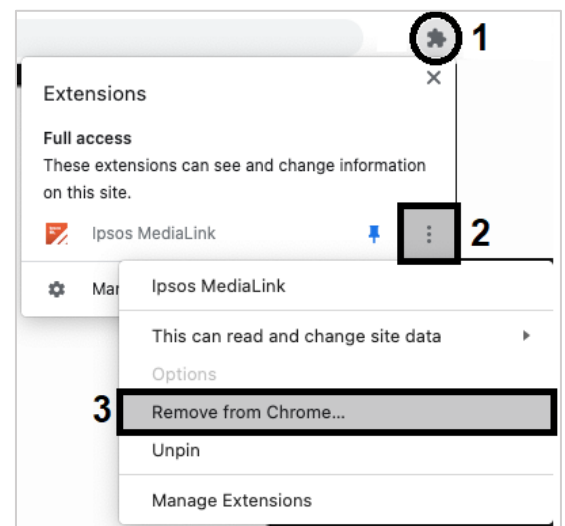 1
Extensions
Full access
These extensions can see and change information
on this site.
Ipsos MediaLink
2
Ipsos MediaLink
This can read and change site data
Options
3
Remove from Chrome...
Unpin
Manage Extensions